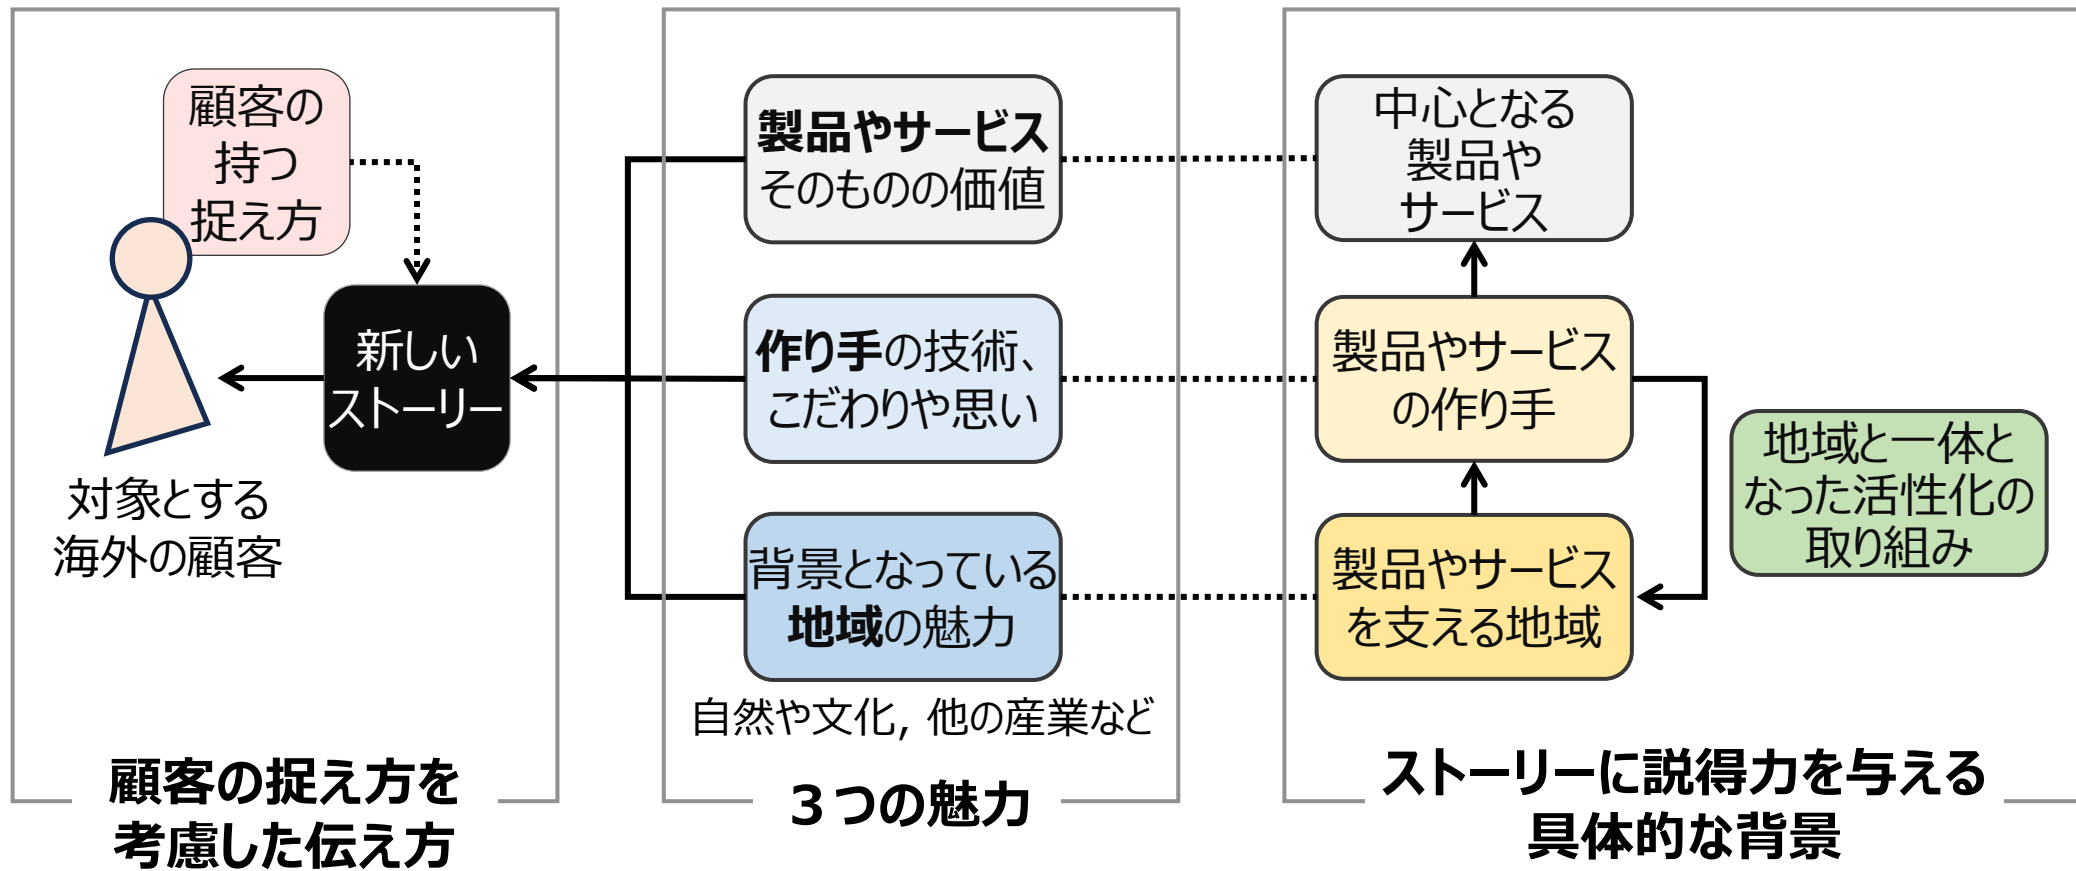 顧客の
持つ
捉え方
新しい
ストーリー
対象とする
海外の顧客
顧客の捉え方を
考慮した伝え方
製品やサービス
そのものの価値
作り手の技術、
こだわりや思い
背景となっている
地域の魅力
自然や文化, 他の産業など
3つの魅力
中心となる
製品や
サービス
製品やサービス
の作り手
製品やサービス
を支える地域
地域と一体と
なった活性化の
取り組み
ストーリーに説得力を与える
具体的な背景